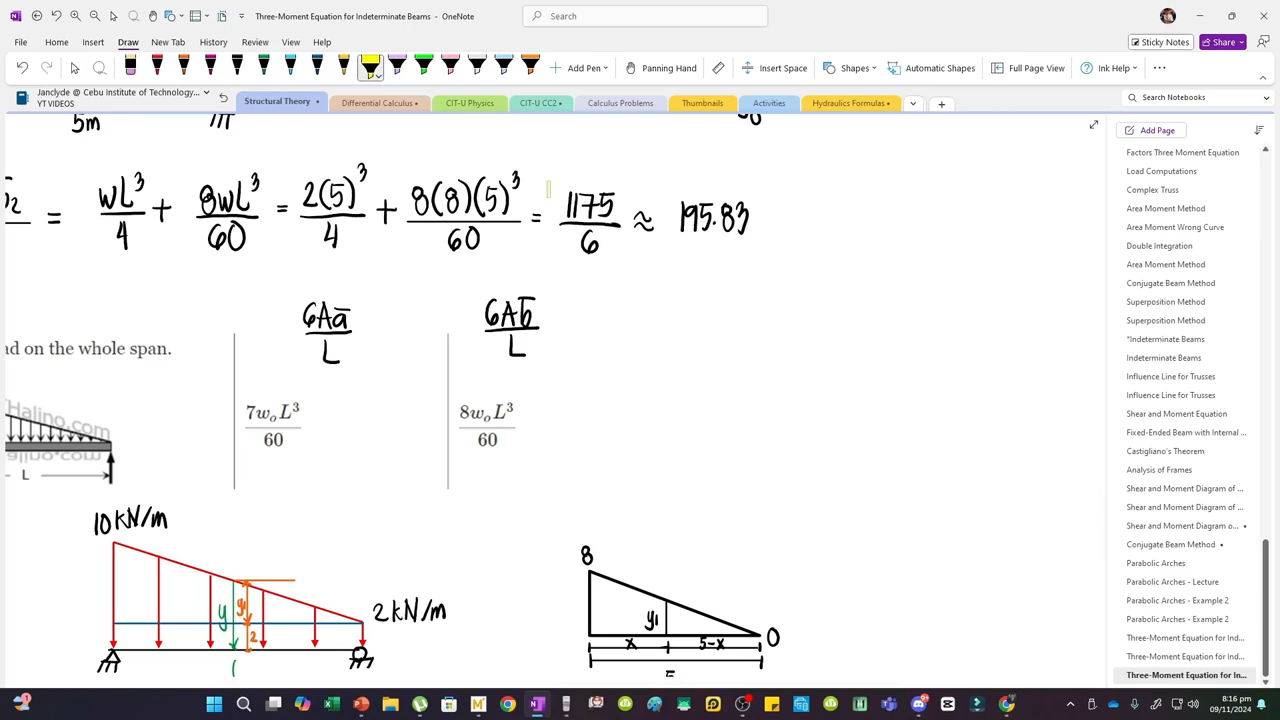 Three-Moment Equation for Indeterminate Beams - OneNote
Search
File Home Insert Draw New Tab History Review View Help
Sticky Notes
Share
Add Pen
Panning Hand
Insert Space
Shapes
Automatic Shapes
Full Page View
Ink Help
Janclyde @ Cebu Institute of Technology...
YT VIDEOS
Structural Theory
Differential Calculus
CIT-U Physics
CIT-U CC2
Calculus Problems
Thumbnails
Activities
Hydraulics Formulas
Search Notebooks
Add Page
Factors Three Moment Equation
Load Computations
Complex Truss
Area Moment Method
Area Moment Wrong Curve
Double Integration
Area Moment Method
Conjugate Beam Method
Superposition Method
Superposition Method
*Indeterminate Beams
Indeterminate Beams
Influence Line for Trusses
Influence Line for Trusses
Shear and Moment Equation
Fixed-Ended Beam with Internal ...
Castigliano's Theorem
Analysis of Frames
Shear and Moment Diagram of ...
Shear and Moment Diagram of ...
Shear and Moment Diagram o...
Conjugate Beam Method
Parabolic Arches
Parabolic Arches - Lecture
Parabolic Arches - Example 2
Parabolic Arches - Example 2
Three-Moment Equation for Ind...
Three-Moment Equation for Ind...
Three-Moment Equation for In...
5m
= wL³/4 + 8wL³/60 = 2(5)³/4 + 8(8)(5)³/60 = 1175/6 ≈ 195.83
6Aā/L
6Ab̄/L
ad on the whole span.
7wₒL³/60
8wₒL³/60
Halino.com
L
10 kN/m
y
y₁
2
2 kN/m
8
y₁
0
x
5-x
8:16 pm
09/11/2024